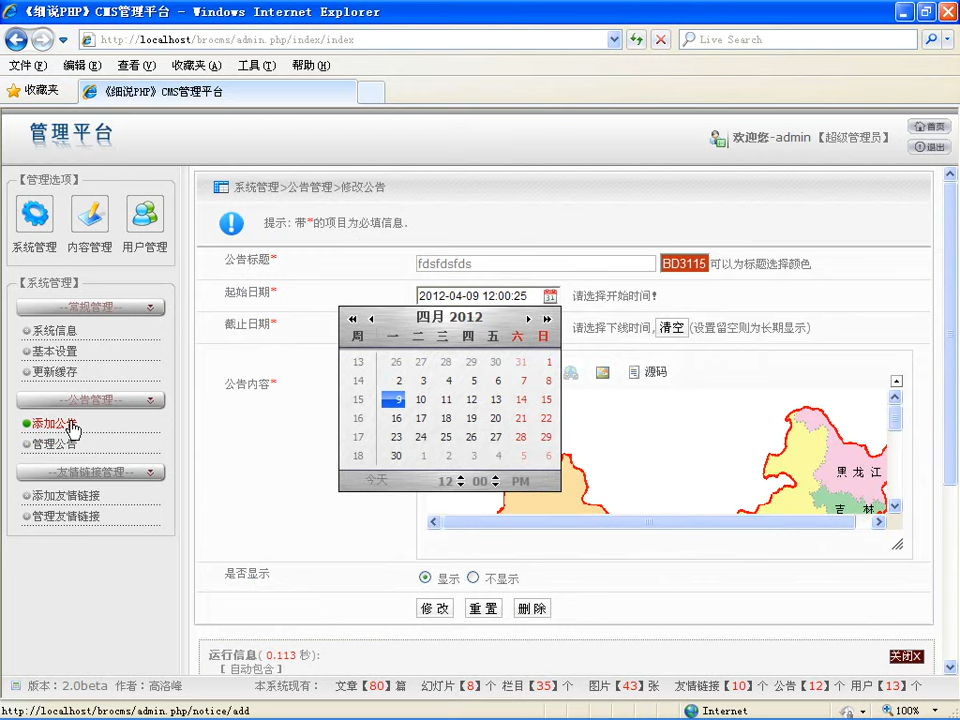 《细说PHP》CMS管理平台 - Windows Internet Explorer
http://localhost/brocms/admin.php/index/index
Live Search
文件(F) 编辑(E) 查看(V) 收藏夹(A) 工具(T) 帮助(H)
收藏夹 《细说PHP》CMS管理平台
管理平台
欢迎您-admin 【超级管理员】
首页
退出
【管理选项】
系统管理 内容管理 用户管理
【系统管理】
--常规管理--
系统信息
基本设置
更新缓存
--公告管理--
添加公告
管理公告
--友情链接管理--
添加友情链接
管理友情链接
系统管理>公告管理>修改公告
提示: 带*的项目为必填信息.
公告标题* fdsfdsfds BD3115 可以为标题选择颜色
起始日期* 2012-04-09 12:00:25 请选择开始时间!
截止日期* 请选择下线时间, 清空 (设置留空则为长期显示)
四月 2012
周 一 二 三 四 五 六 日
13 26 27 28 29 30 31 1
14 2 3 4 5 6 7 8
15 9 10 11 12 13 14 15
16 16 17 18 19 20 21 22
17 23 24 25 26 27 28 29
18 30 1 2 3 4 5 6
今天 12 00 PM
公告内容*
源码
黑龙江
吉 林
是否显示 显示 不显示
修改 重置 删除
运行信息( 0.113 秒):
关闭X
[ 自动包含 ]
版本: 2.0beta 作者: 高洛峰 本系统现有: 文章【80】篇 幻灯片【8】个 栏目【35】个 图片【43】张 友情链接【10】个 公告【12】个 用户【13】个
http://localhost/brocms/admin.php/notice/add
Internet
100%